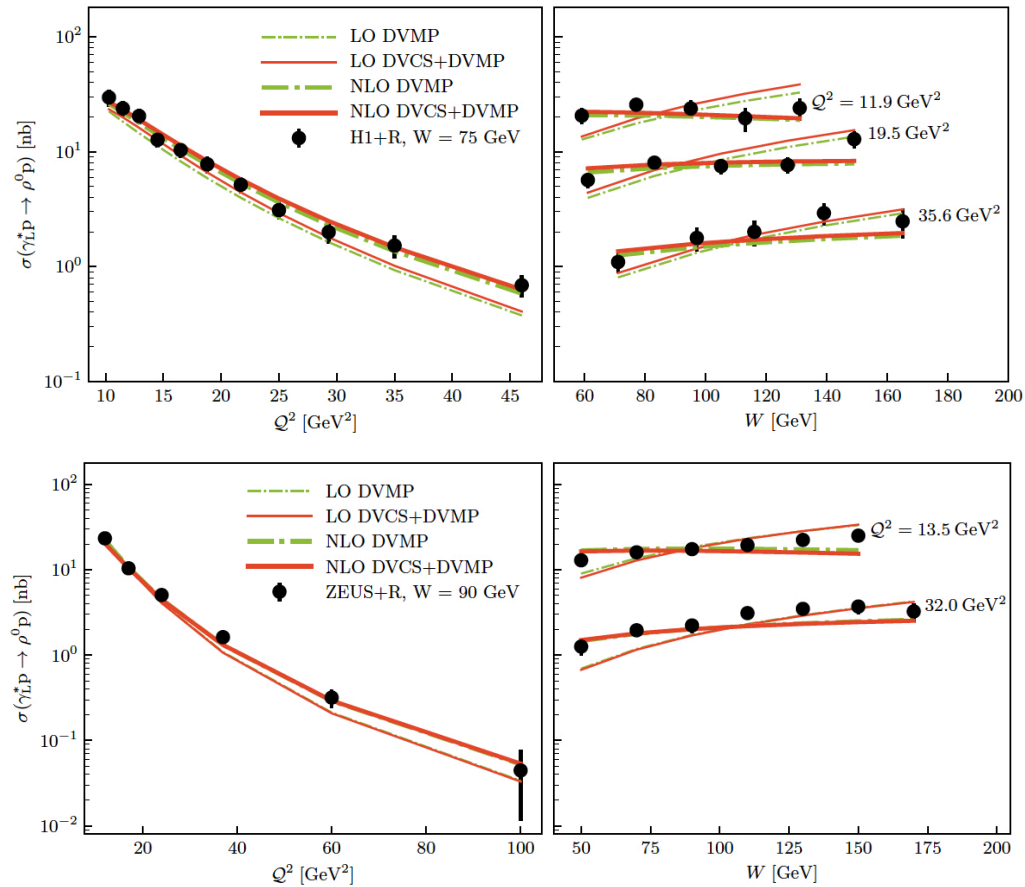 LO DVMP
LO DVCS+DVMP
NLO DVMP
NLO DVCS+DVMP
H1+R, W = 75 GeV
10²
10¹
10⁰
10⁻¹
σ(γ*_L p → ρ⁰p) [nb]
10 15 20 25 30 35 40 45
Q² [GeV²]
Q² = 11.9 GeV²
19.5 GeV²
35.6 GeV²
60 80 100 120 140 160 180 200
W [GeV]
LO DVMP
LO DVCS+DVMP
NLO DVMP
NLO DVCS+DVMP
ZEUS+R, W = 90 GeV
10²
10¹
10⁰
10⁻¹
10⁻²
σ(γ*_L p → ρ⁰p) [nb]
20 40 60 80 100
Q² [GeV²]
Q² = 13.5 GeV²
32.0 GeV²
50 75 100 125 150 175 200
W [GeV]